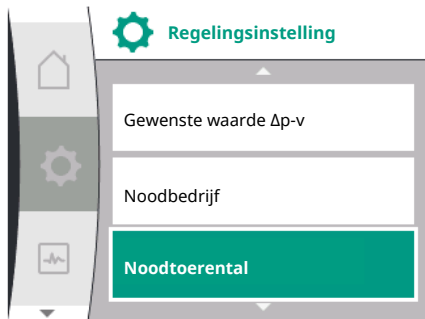 Regelingsinstelling
Gewenste waarde Δp-v
Noodbedrijf
Noodtoerental